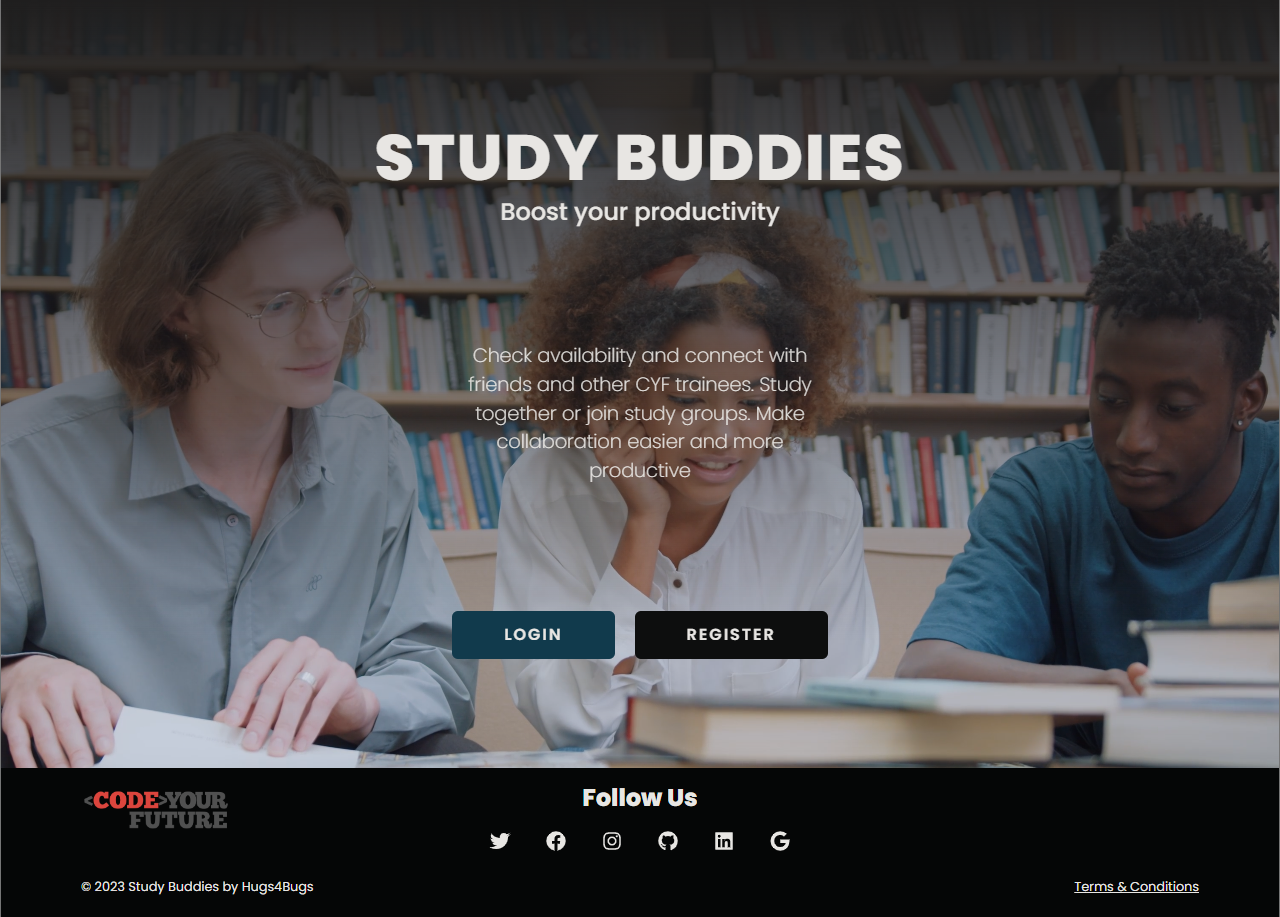 STUDY BUDDIES
Boost your productivity
Check availability and connect with
friends and other CYF trainees. Study
together or join study groups. Make
collaboration easier and more
productive
LOGIN
REGISTER
<CODE>YOUR
FUTURE
Follow Us
© 2023 Study Buddies by Hugs4Bugs
Terms & Conditions